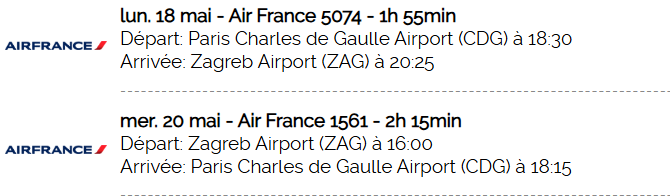 lun. 18 mai - Air France 5074 - 1h 55min
AIRFRANCE
Départ: Paris Charles de Gaulle Airport (CDG) à 18:30
Arrivée: Zagreb Airport (ZAG) à 20:25
mer. 20 mai - Air France 1561 - 2h 15min
AIRFRANCE
Départ: Zagreb Airport (ZAG) à 16:00
Arrivée: Paris Charles de Gaulle Airport (CDG) à 18:15